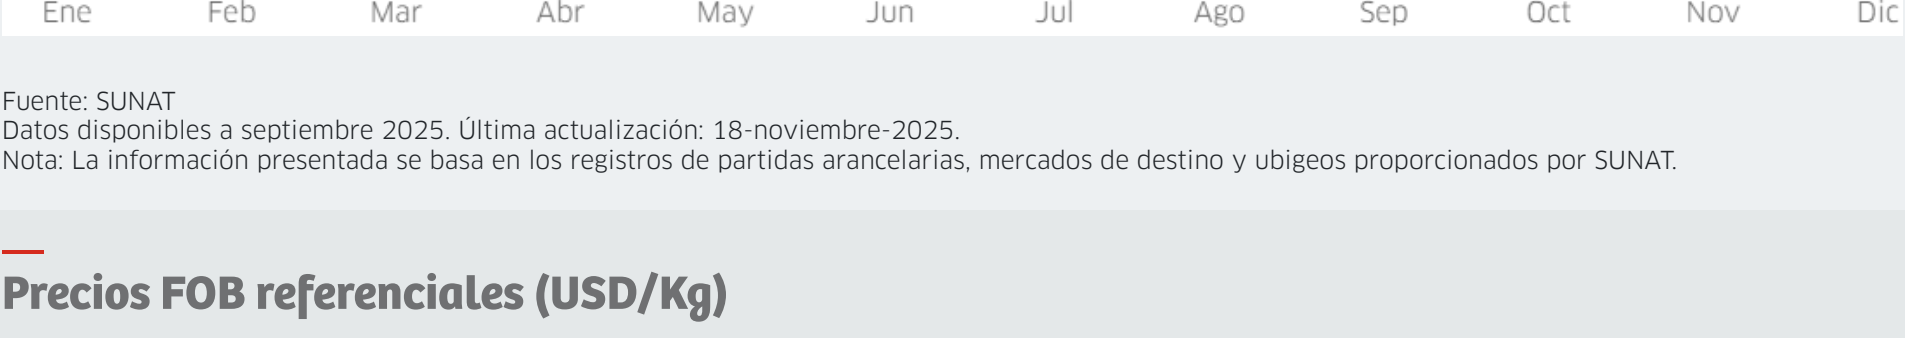 Ene Feb Mar Abr May Jun Jul Ago Sep Oct Nov Dic
Fuente: SUNAT
Datos disponibles a septiembre 2025. Última actualización: 18-noviembre-2025.
Nota: La información presentada se basa en los registros de partidas arancelarias, mercados de destino y ubigeos proporcionados por SUNAT.
Precios FOB referenciales (USD/Kg)